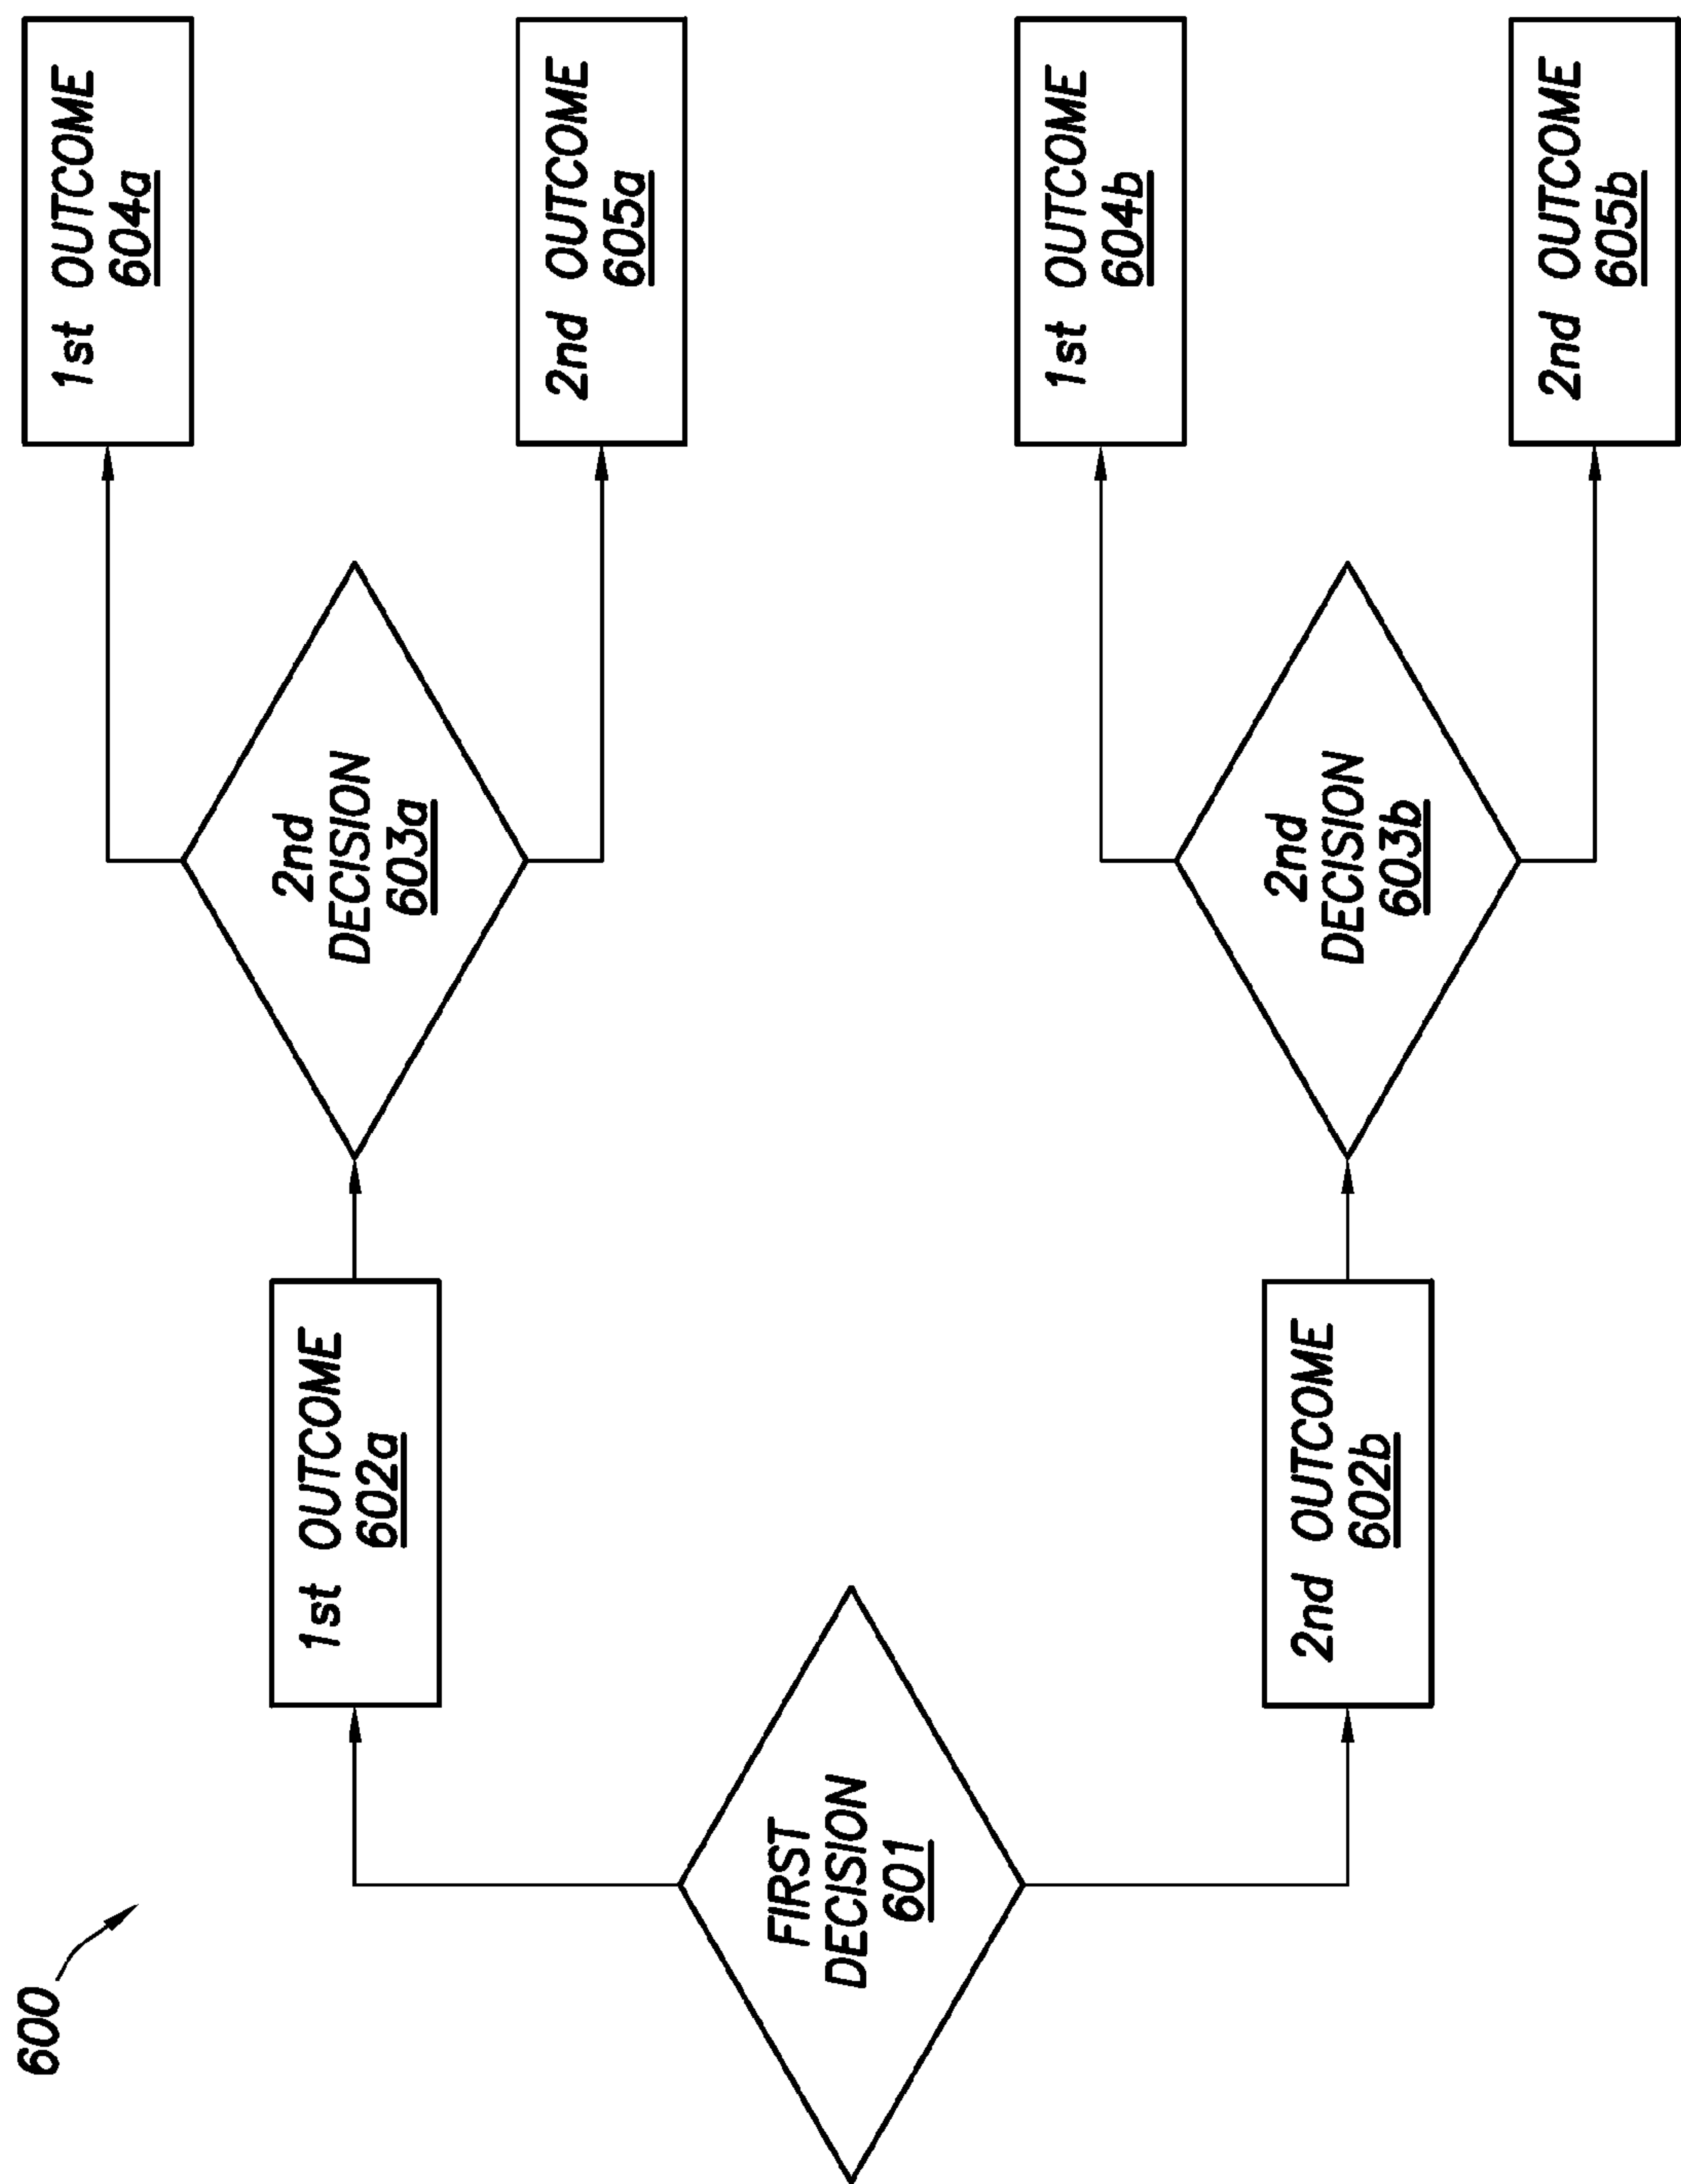 600
FIRST
DECISION
601
1st OUTCOME
602a
2nd OUTCOME
602b
2nd
DECISION
603a
2nd
DECISION
603b
1st OUTCOME
604a
2nd OUTCOME
605a
1st OUTCOME
604b
2nd OUTCOME
605b